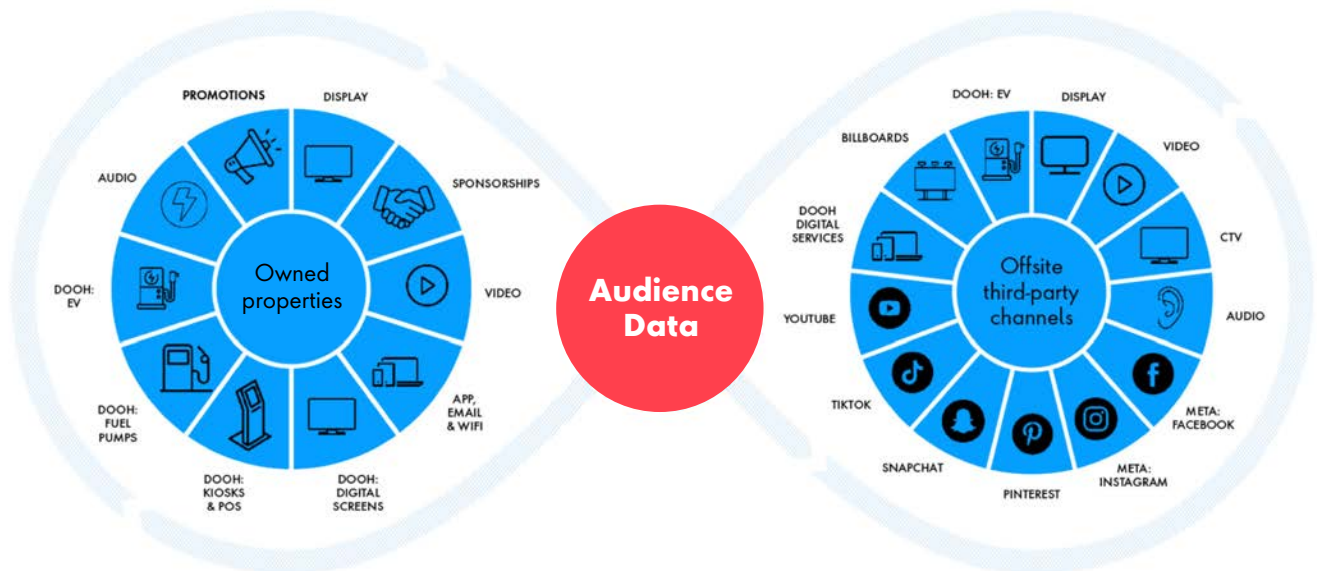 PROMOTIONS
DISPLAY
SPONSORSHIPS
VIDEO
APP,
EMAIL
& WIFI
DOOH:
DIGITAL
SCREENS
DOOH:
KIOSKS
& POS
DOOH:
FUEL
PUMPS
DOOH:
EV
AUDIO
Owned
properties
Audience
Data
DOOH: EV
DISPLAY
VIDEO
CTV
AUDIO
META:
FACEBOOK
META:
INSTAGRAM
PINTEREST
SNAPCHAT
TIKTOK
YOUTUBE
DOOH
DIGITAL
SERVICES
BILLBOARDS
Offsite
third-party
channels